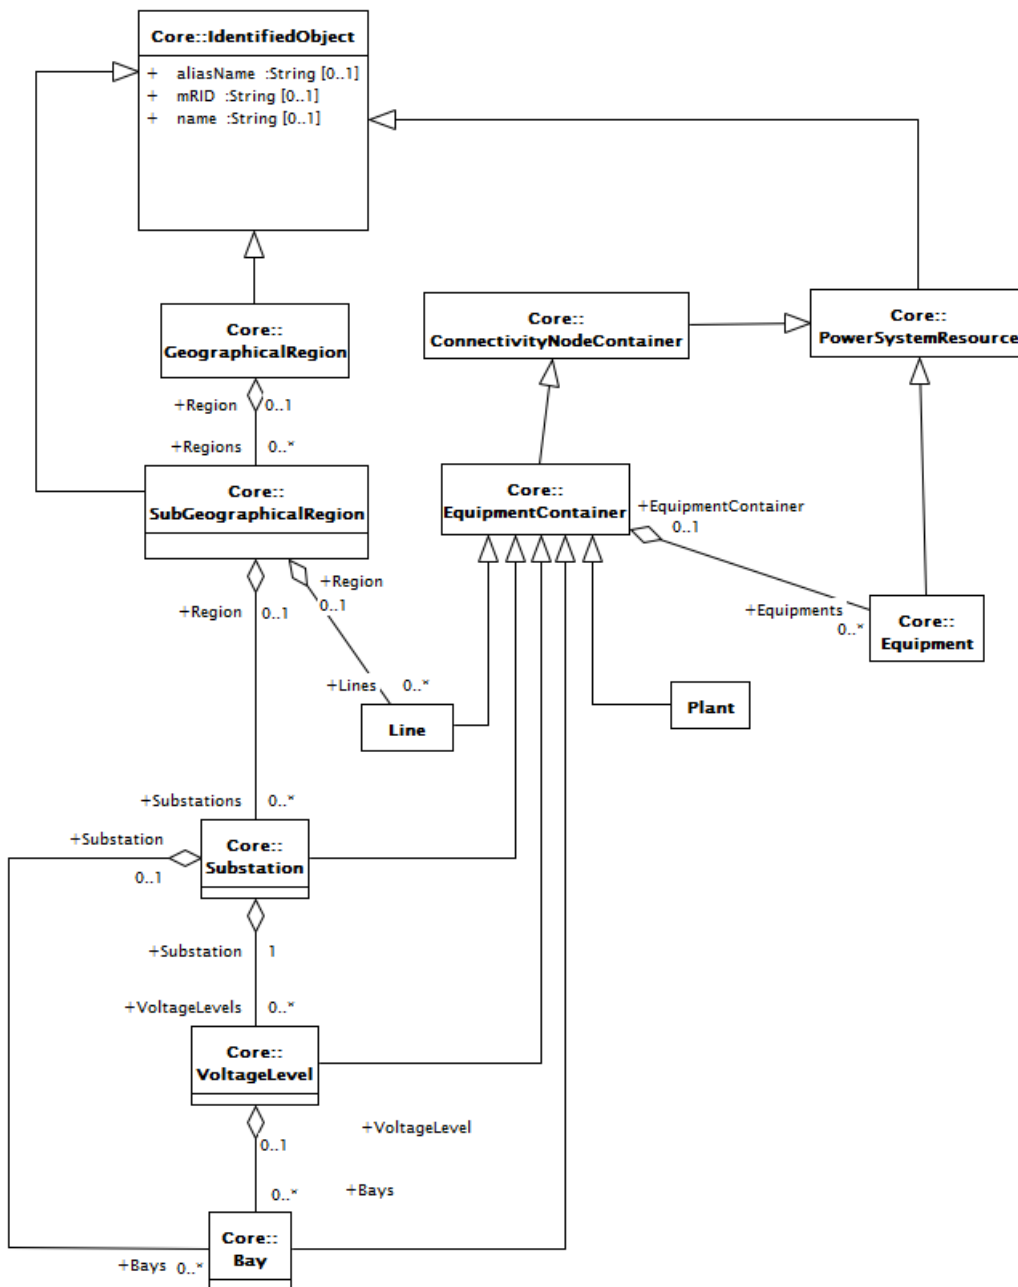 Core::IdentifiedObject
+ aliasName :String [0..1]
+ mRID :String [0..1]
+ name :String [0..1]
Core::
GeographicalRegion
Core::
ConnectivityNodeContainer
Core::
PowerSystemResource
+Region 0..1
+Regions 0..*
Core::
SubGeographicalRegion
Core::
EquipmentContainer
+EquipmentContainer
0..1
+Region
0..1
+Region 0..1
+Equipments
0..*
Core::
Equipment
+Lines 0..*
Line
Plant
+Substations 0..*
+Substation
0..1
Core::
Substation
+Substation 1
+VoltageLevels 0..*
Core::
VoltageLevel
+VoltageLevel
0..1
+Bays
0..*
Core::
Bay
+Bays 0..*